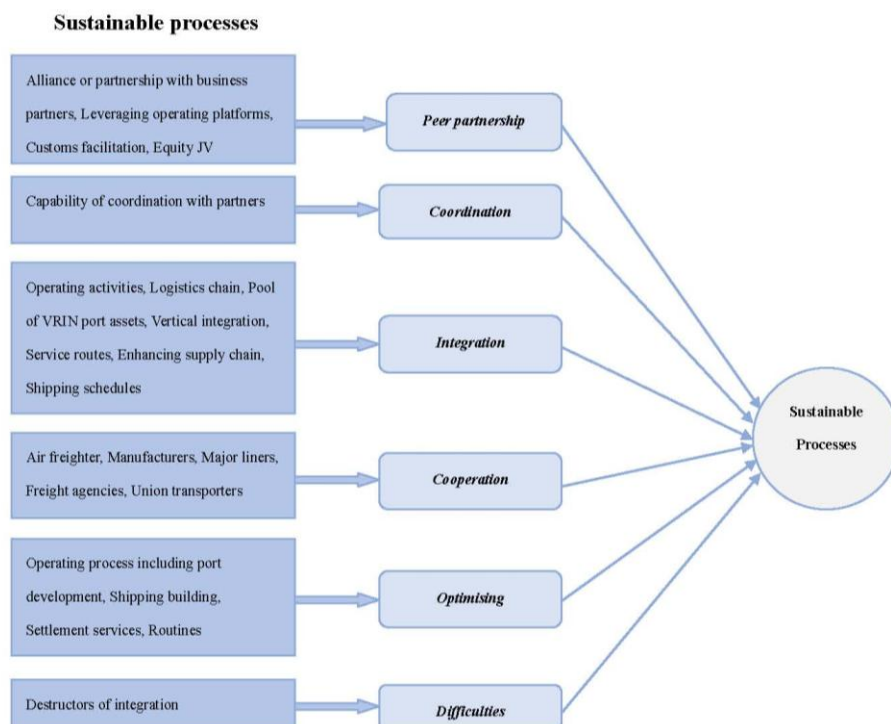 Sustainable processes
Alliance or partnership with business
partners, Leveraging operating platforms,
Customs facilitation, Equity JV
Peer partnership
Capability of coordination with partners
Coordination
Operating activities, Logistics chain, Pool
of VRIN port assets, Vertical integration,
Service routes, Enhancing supply chain,
Shipping schedules
Integration
Sustainable
Processes
Air freighter, Manufacturers, Major liners,
Freight agencies, Union transporters
Cooperation
Operating process including port
development, Shipping building,
Settlement services, Routines
Optimising
Destructors of integration
Difficulties